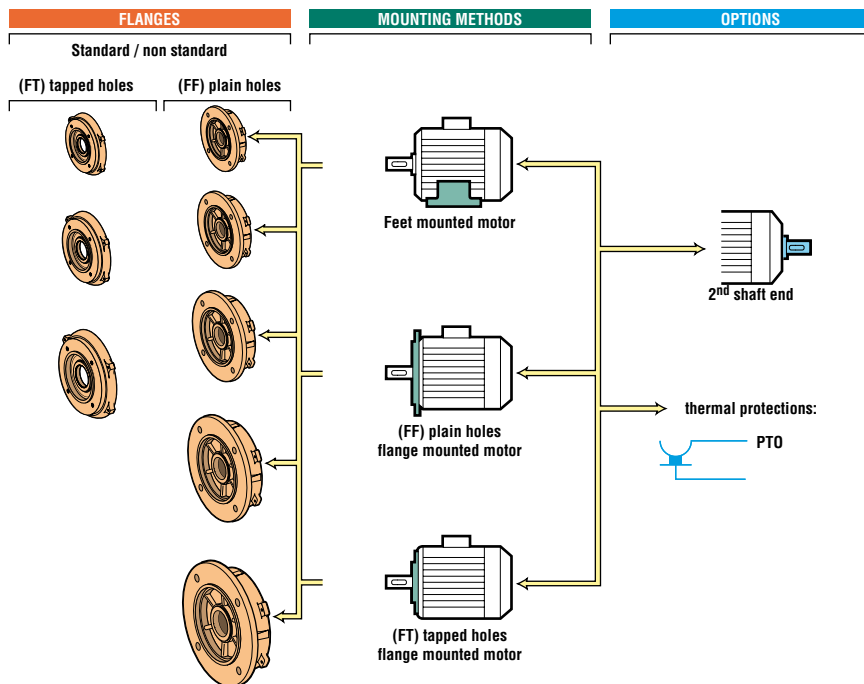 FLANGES
MOUNTING METHODS
OPTIONS
Standard / non standard
(FT) tapped holes
(FF) plain holes
Feet mounted motor
2nd shaft end
(FF) plain holes
flange mounted motor
thermal protections:
PTO
(FT) tapped holes
flange mounted motor